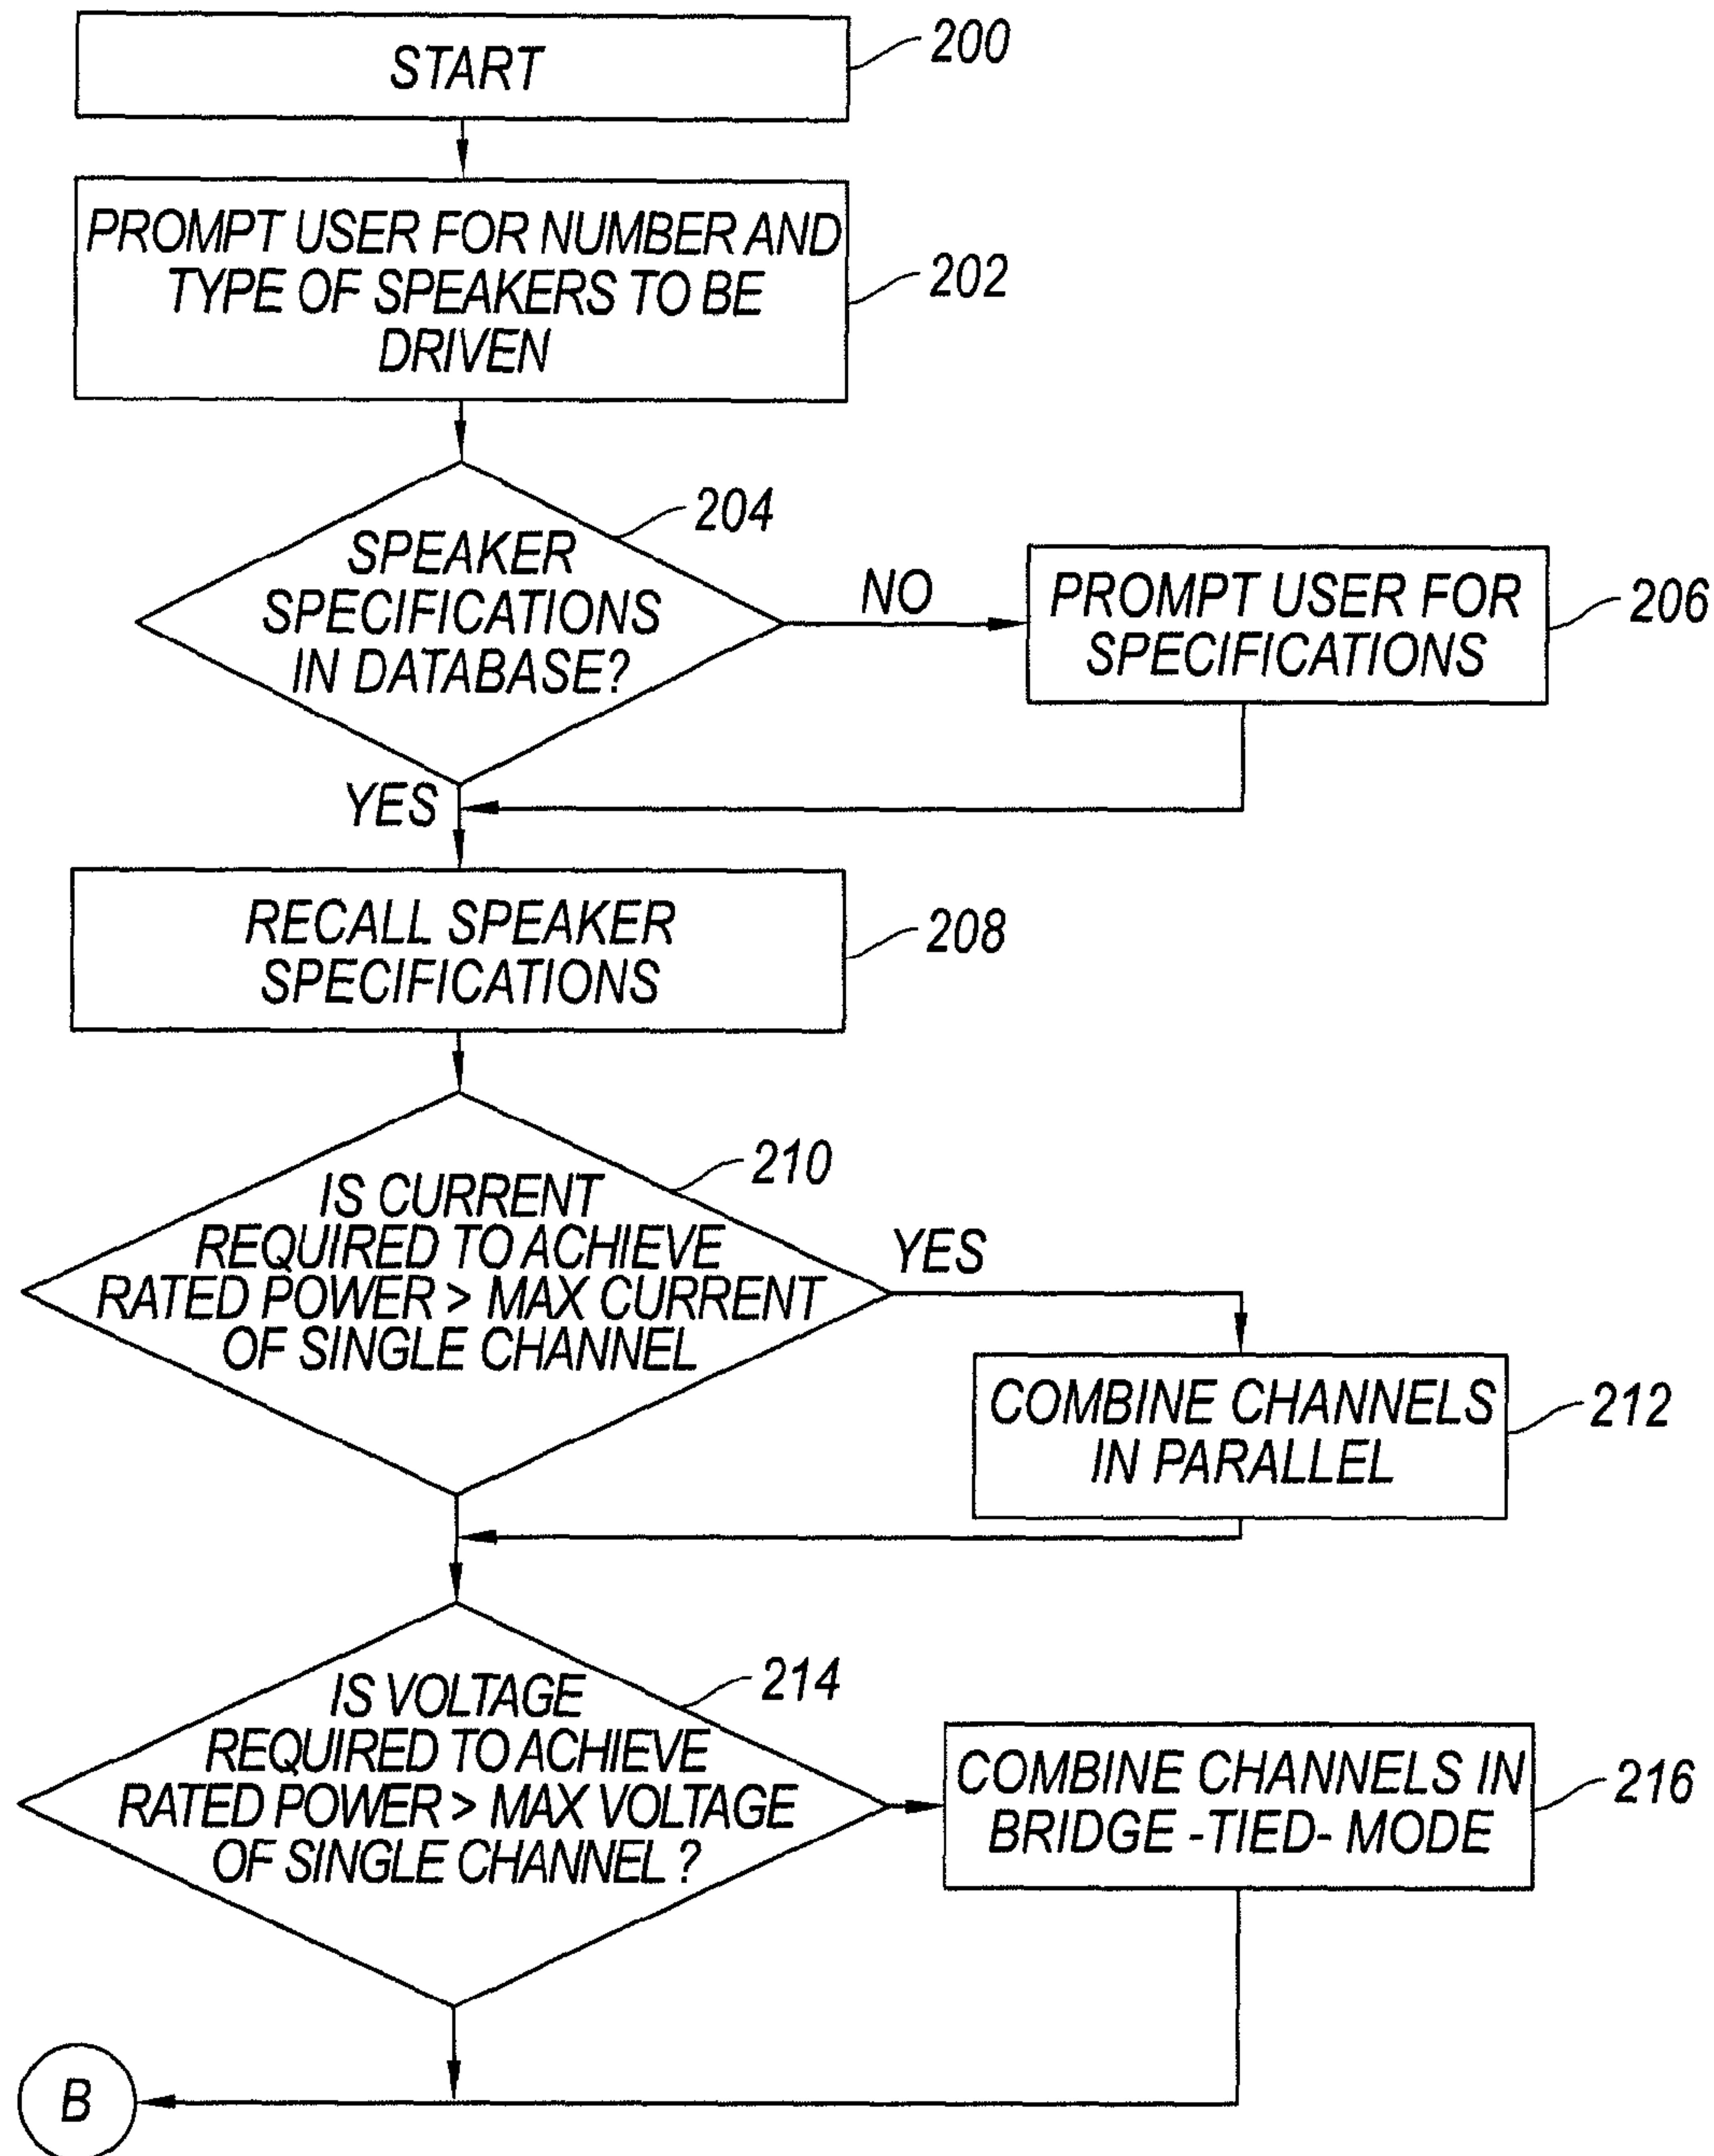 START
200
PROMPT USER FOR NUMBER AND
TYPE OF SPEAKERS TO BE
DRIVEN
202
204
SPEAKER
SPECIFICATIONS
IN DATABASE?
NO
PROMPT USER FOR
SPECIFICATIONS
206
YES
RECALL SPEAKER
SPECIFICATIONS
208
210
IS CURRENT
REQUIRED TO ACHIEVE
RATED POWER > MAX CURRENT
OF SINGLE CHANNEL
YES
COMBINE CHANNELS
IN PARALLEL
212
214
IS VOLTAGE
REQUIRED TO ACHIEVE
RATED POWER > MAX VOLTAGE
OF SINGLE CHANNEL ?
COMBINE CHANNELS IN
BRIDGE -TIED- MODE
216
B